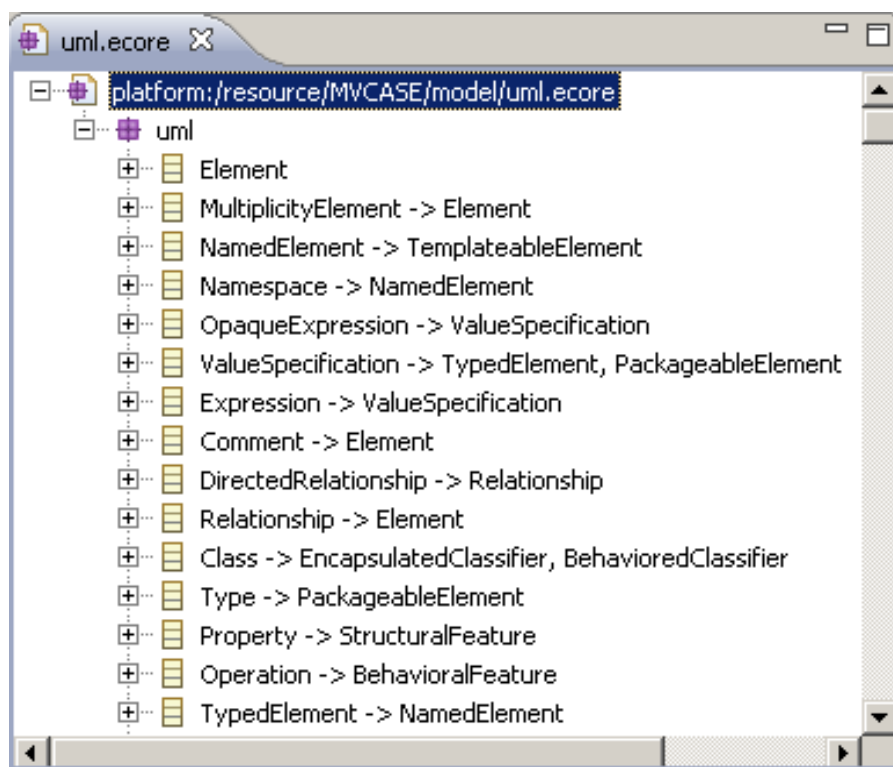 uml.ecore
platform:/resource/MVCASE/model/uml.ecore
uml
Element
MultiplicityElement -> Element
NamedElement -> TemplateableElement
Namespace -> NamedElement
OpaqueExpression -> ValueSpecification
ValueSpecification -> TypedElement, PackageableElement
Expression -> ValueSpecification
Comment -> Element
DirectedRelationship -> Relationship
Relationship -> Element
Class -> EncapsulatedClassifier, BehavioredClassifier
Type -> PackageableElement
Property -> StructuralFeature
Operation -> BehavioralFeature
TypedElement -> NamedElement